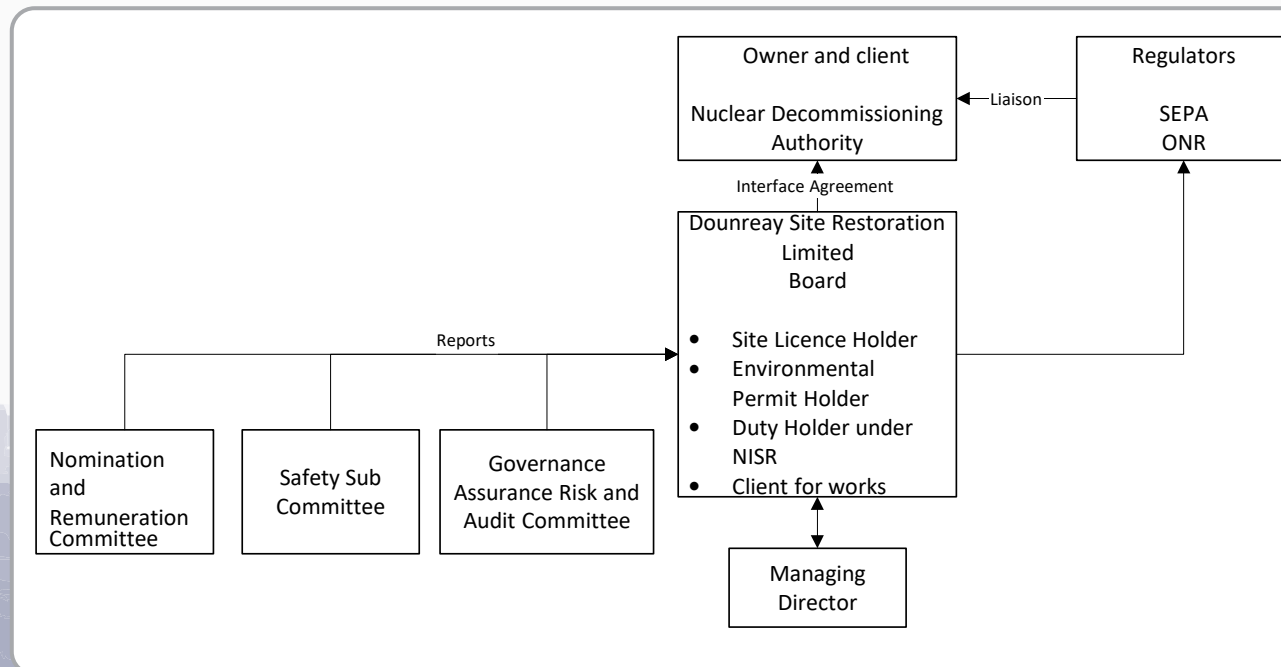 Owner and client
Nuclear Decommissioning
Authority
Liaison
Regulators
SEPA
ONR
Interface Agreement
Dounreay Site Restoration
Limited
Board
• Site Licence Holder
• Environmental
Permit Holder
• Duty Holder under
NISR
• Client for works
Reports
Nomination
and
Remuneration
Committee
Safety Sub
Committee
Governance
Assurance Risk and
Audit Committee
Managing
Director